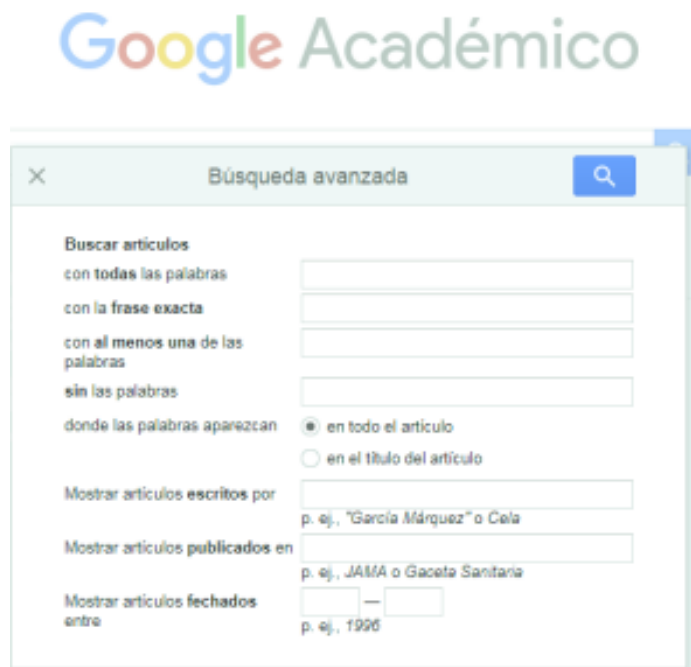 Google Académico
Búsqueda avanzada
Buscar artículos
con todas las palabras
con la frase exacta
con al menos una de las
palabras
sin las palabras
donde las palabras aparezcan
en todo el artículo
en el título del artículo
Mostrar artículos escritos por
p. ej., "García Márquez" o Cela
Mostrar artículos publicados en
p. ej., JAMA o Gaceta Sanitaria
Mostrar artículos fechados
entre
—
p. ej., 1996